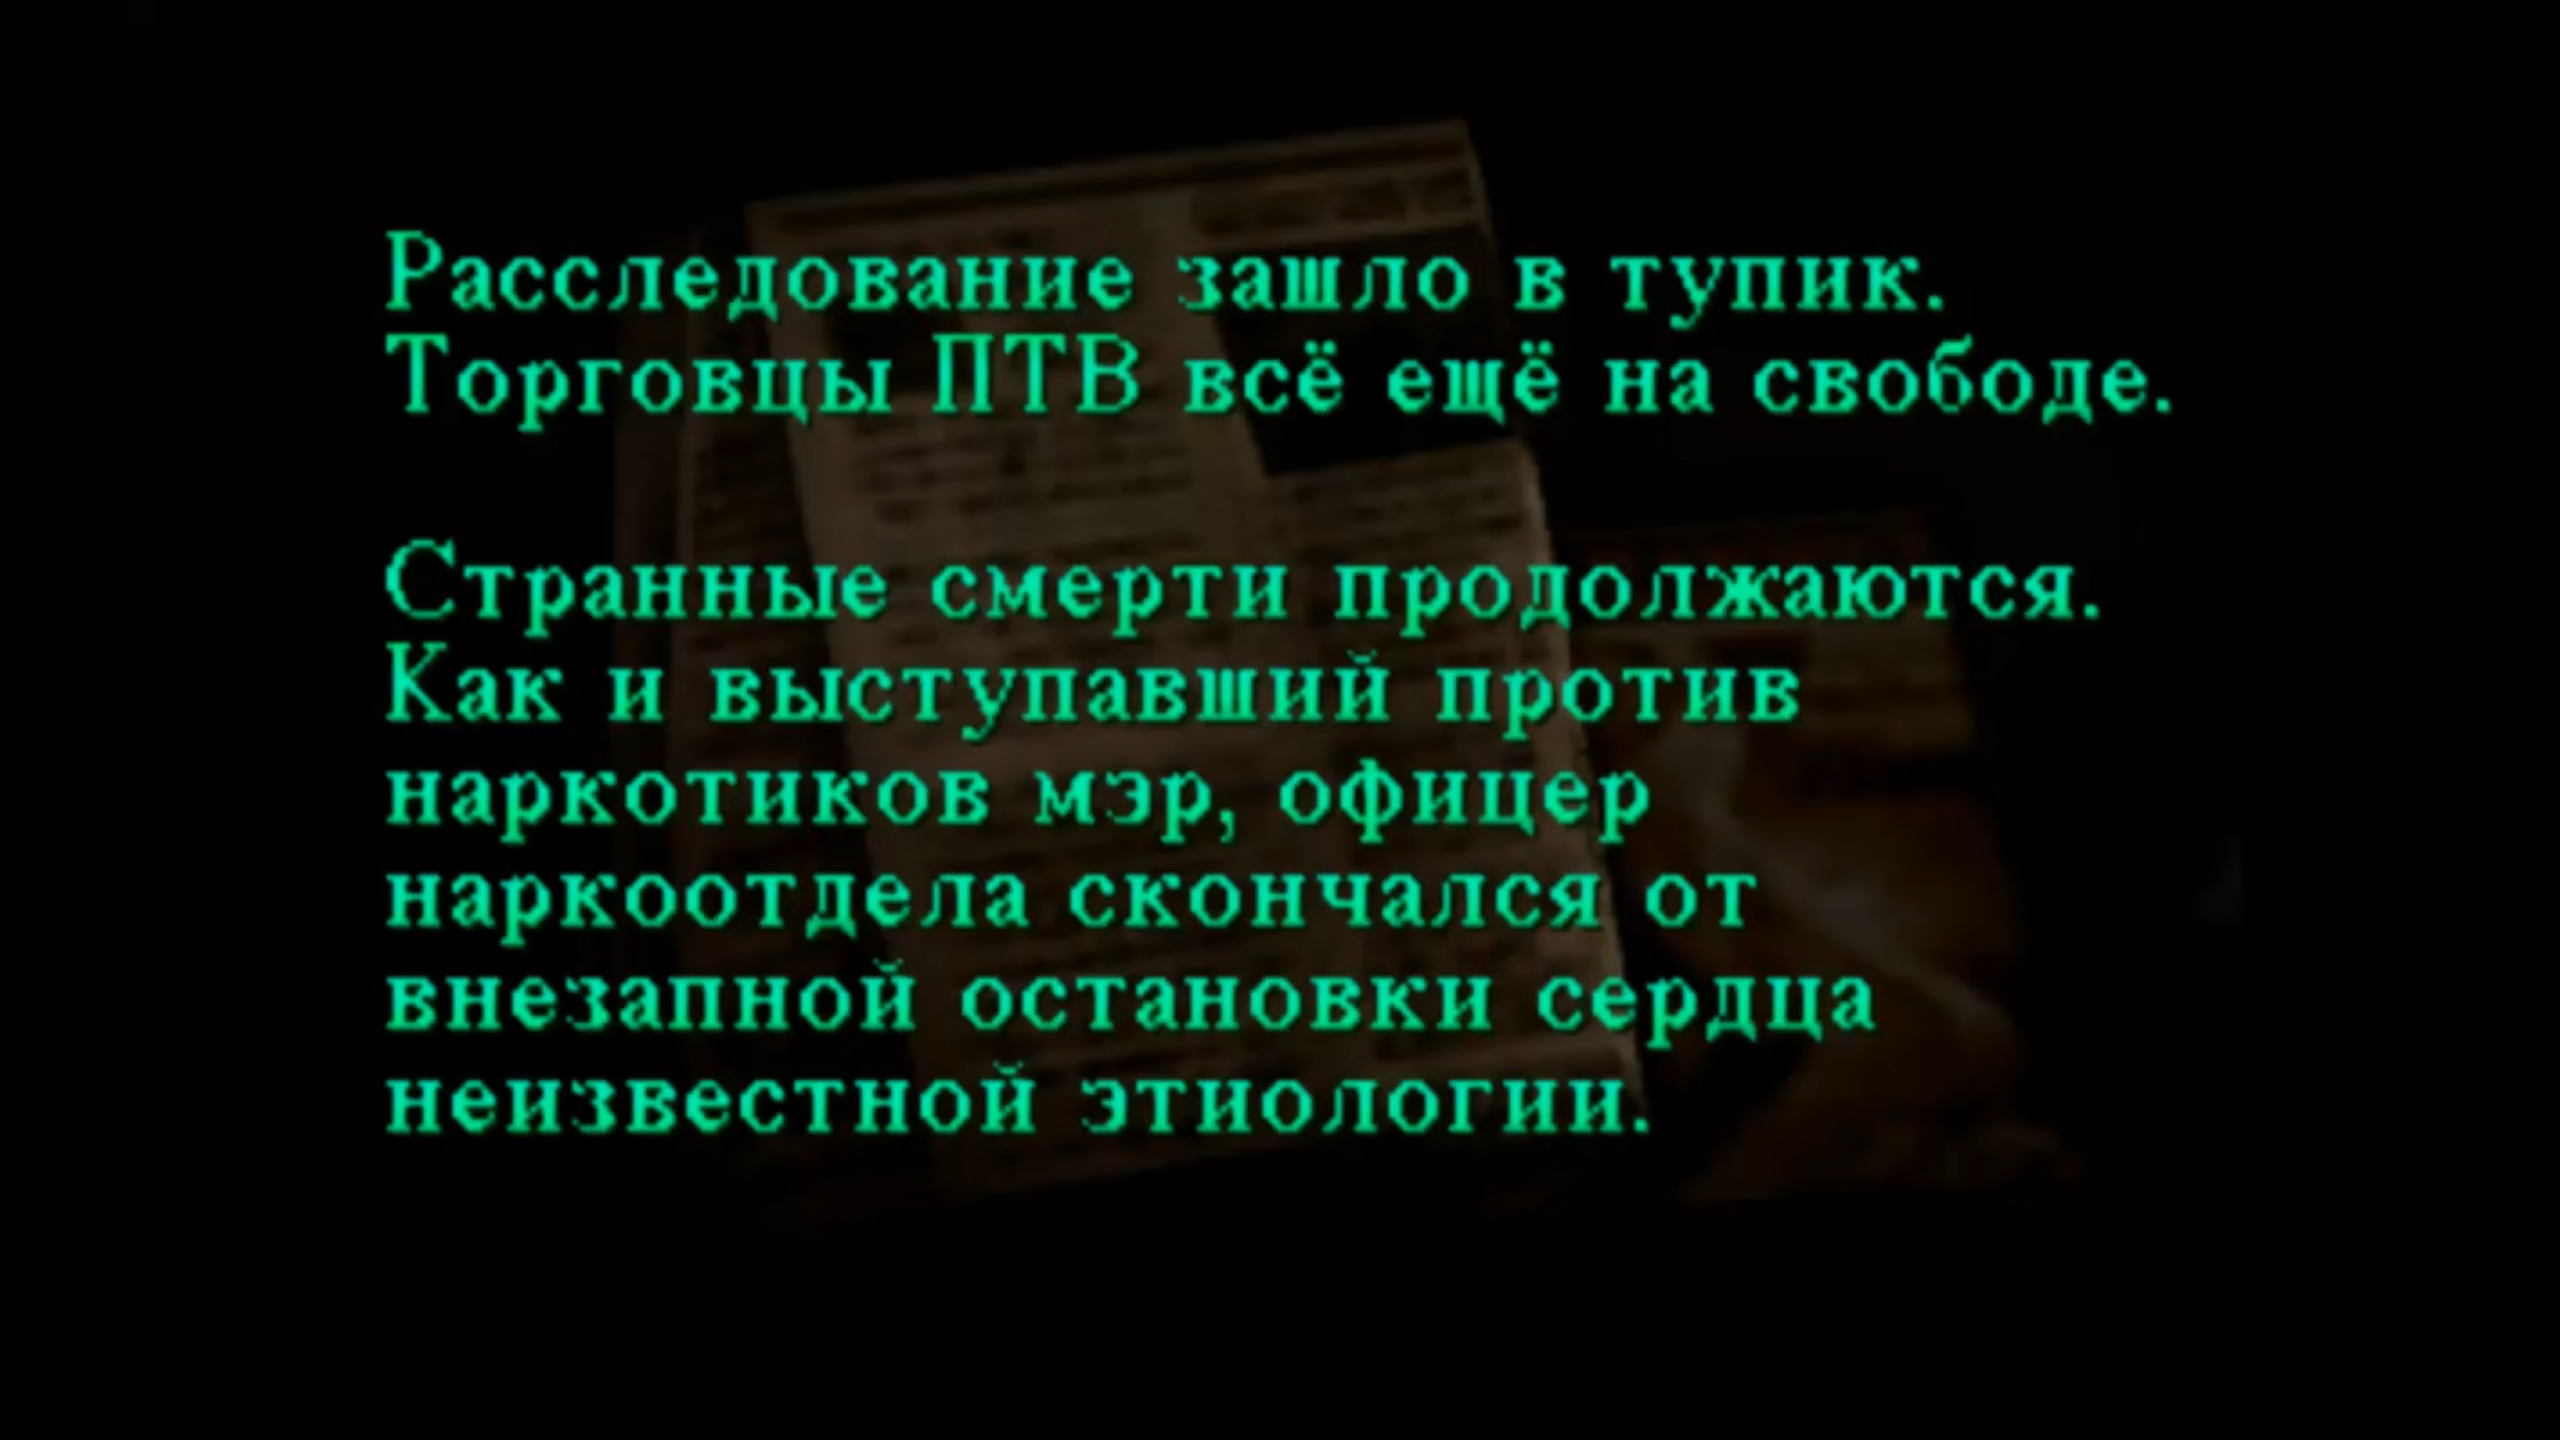 Расследование зашло в тупик.
Торговцы ПТВ всё ещё на свободе.
Странные смерти продолжаются.
Как и выступавший против
наркотиков мэр, офицер
наркоотдела скончался от
внезапной остановки сердца
неизвестной этиологии.